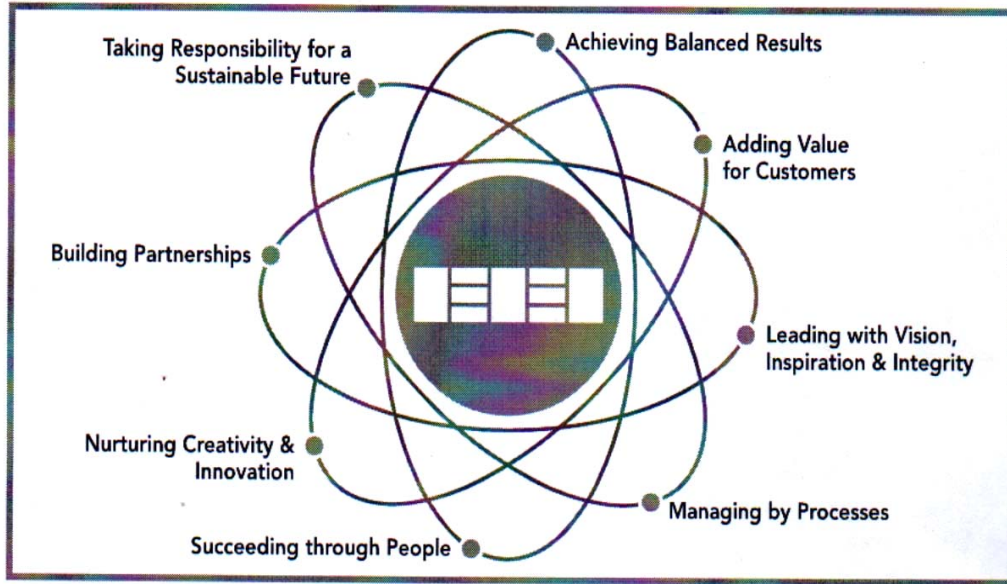 Achieving Balanced Results
Adding Value
for Customers
Leading with Vision,
Inspiration & Integrity
Managing by Processes
Succeeding through People
Nurturing Creativity &
Innovation
Building Partnerships
Taking Responsibility for a
Sustainable Future